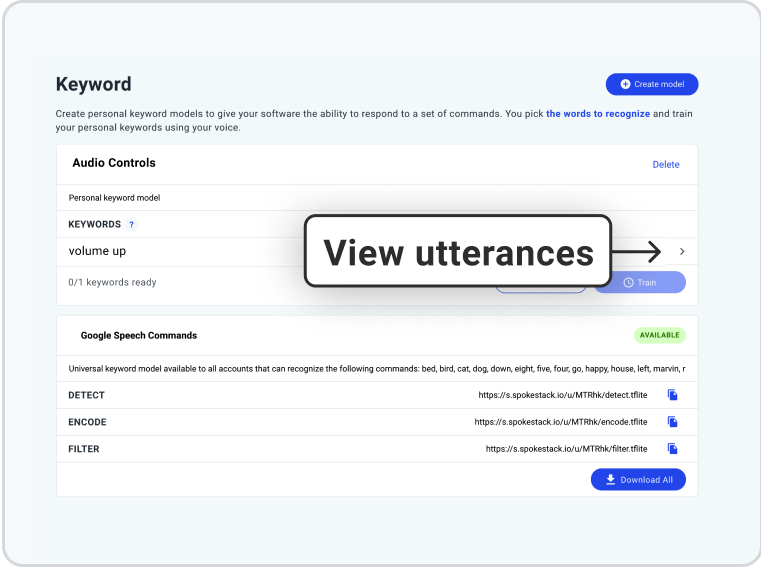 Keyword
Create model
Create personal keyword models to give your software the ability to respond to a set of commands. You pick the words to recognize and train
your personal keywords using your voice.
Audio Controls
Delete
Personal keyword model
KEYWORDS ?
volume up
View utterances
0/1 keywords ready
Train
Google Speech Commands
AVAILABLE
Universal keyword model available to all accounts that can recognize the following commands: bed, bird, cat, dog, down, eight, five, four, go, happy, house, left, marvin, r
DETECT https://s.spokestack.io/u/MTRhk/detect.tflite
ENCODE https://s.spokestack.io/u/MTRhk/encode.tflite
FILTER https://s.spokestack.io/u/MTRhk/filter.tflite
Download All